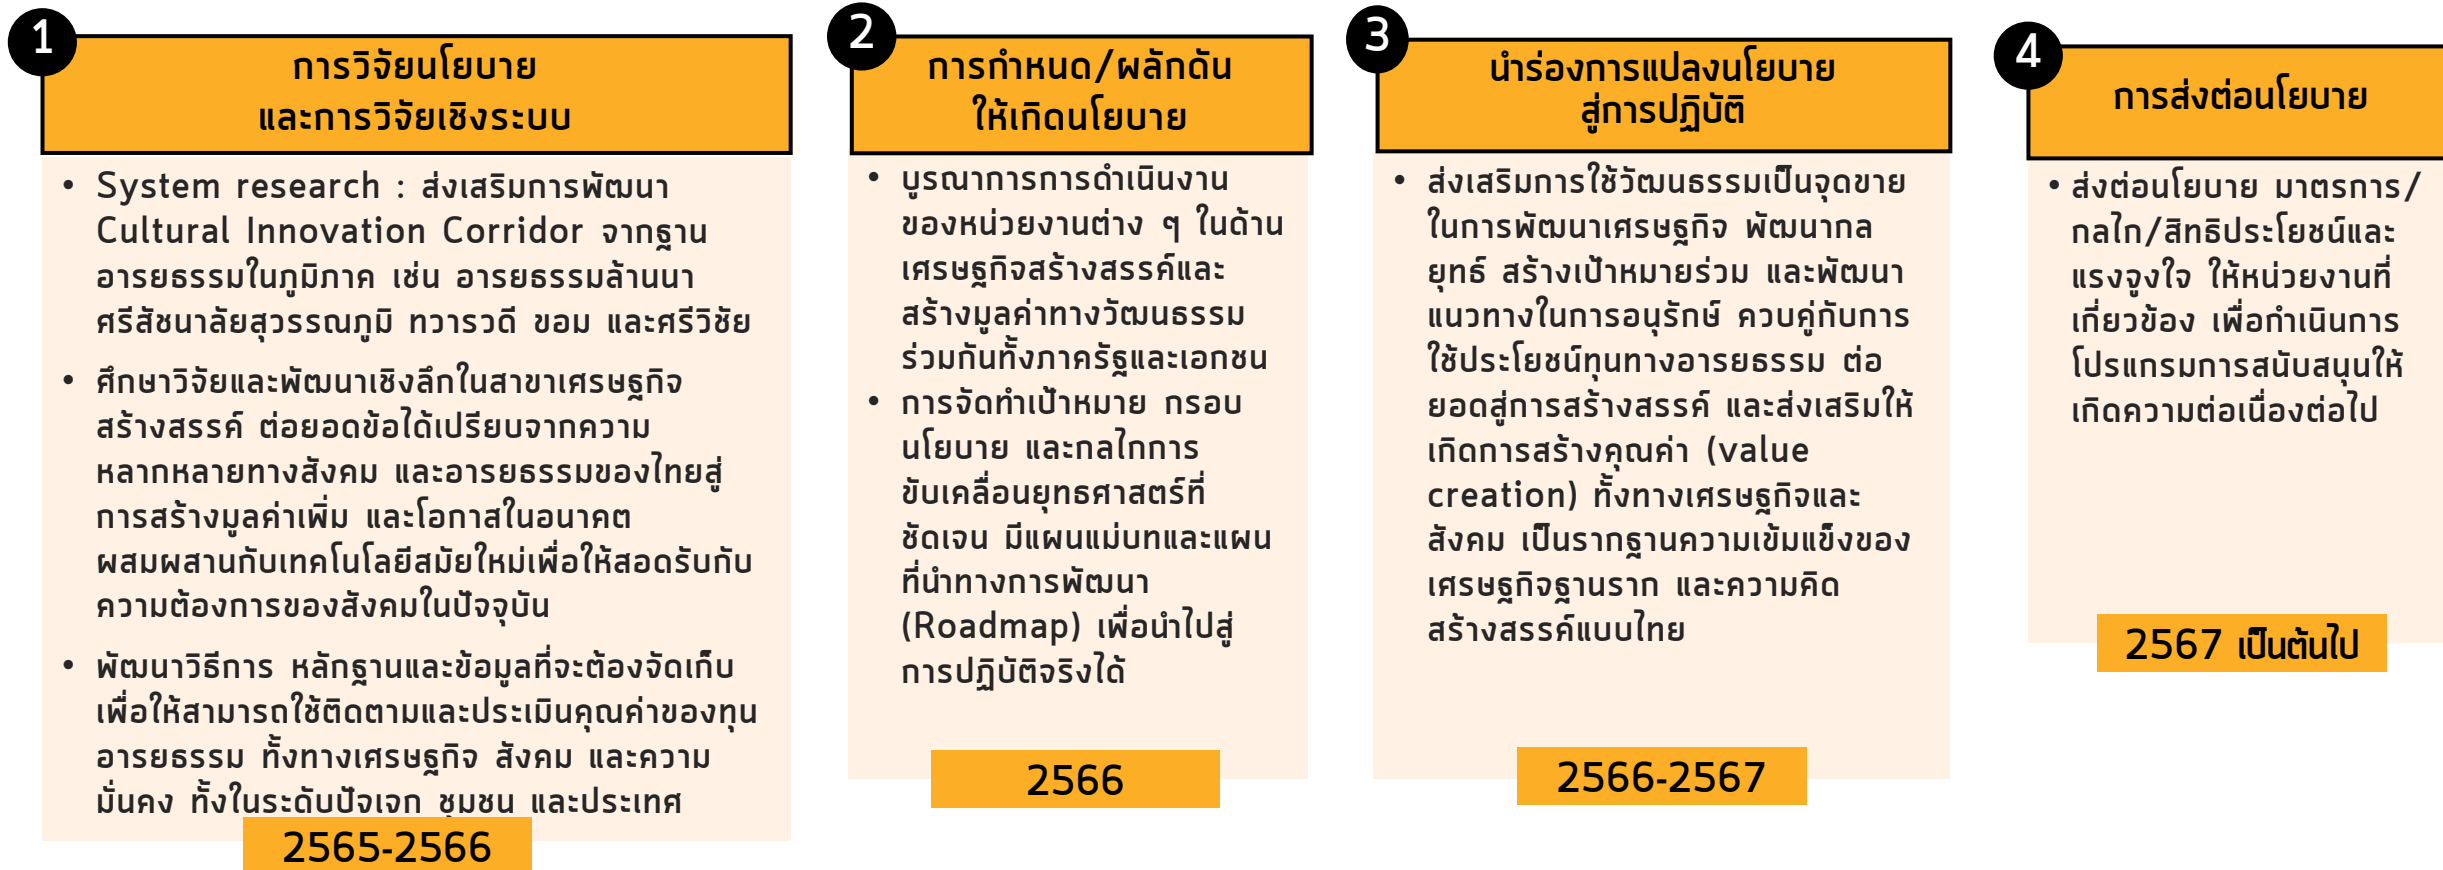 1
การวิจัยนโยบาย
และการวิจัยเชิงระบบ
• System research : ส่งเสริมการพัฒนา
Cultural Innovation Corridor จากฐาน
อารยธรรมในภูมิภาค เช่น อารยธรรมล้านนา
ศรีสัชนาลัยสุวรรณภูมิ ทวารวดี ขอม และศรีวิชัย
• ศึกษาวิจัยและพัฒนาเชิงลึกในสาขาเศรษฐกิจ
สร้างสรรค์ ต่อยอดข้อได้เปรียบจากความ
หลากหลายทางสังคม และอารยธรรมของไทยสู่
การสร้างมูลค่าเพิ่ม และโอกาสในอนาคต
ผสมผสานกับเทคโนโลยีสมัยใหม่เพื่อให้สอดรับกับ
ความต้องการของสังคมในปัจจุบัน
• พัฒนาวิธีการ หลักฐานและข้อมูลที่จะต้องจัดเก็บ
เพื่อให้สามารถใช้ติดตามและประเมินคุณค่าของทุน
อารยธรรม ทั้งทางเศรษฐกิจ สังคม และความ
มั่นคง ทั้งในระดับปัจเจก ชุมชน และประเทศ
2565-2566
2
การกำหนด/ผลักดัน
ให้เกิดนโยบาย
• บูรณาการการดำเนินงาน
ของหน่วยงานต่าง ๆ ในด้าน
เศรษฐกิจสร้างสรรค์และ
สร้างมูลค่าทางวัฒนธรรม
ร่วมกันทั้งภาครัฐและเอกชน
• การจัดทำเป้าหมาย กรอบ
นโยบาย และกลไกการ
ขับเคลื่อนยุทธศาสตร์ที่
ชัดเจน มีแผนแม่บทและแผน
ที่นำทางการพัฒนา
(Roadmap) เพื่อนำไปสู่
การปฏิบัติจริงได้
2566
3
นำร่องการแปลงนโยบาย
สู่การปฏิบัติ
• ส่งเสริมการใช้วัฒนธรรมเป็นจุดขาย
ในการพัฒนาเศรษฐกิจ พัฒนากล
ยุทธ์ สร้างเป้าหมายร่วม และพัฒนา
แนวทางในการอนุรักษ์ ควบคู่กับการ
ใช้ประโยชน์ทุนทางอารยธรรม ต่อ
ยอดสู่การสร้างสรรค์ และส่งเสริมให้
เกิดการสร้างคุณค่า (value
creation) ทั้งทางเศรษฐกิจและ
สังคม เป็นรากฐานความเข้มแข็งของ
เศรษฐกิจฐานราก และความคิด
สร้างสรรค์แบบไทย
2566-2567
4
การส่งต่อนโยบาย
• ส่งต่อนโยบาย มาตรการ/
กลไก/สิทธิประโยชน์และ
แรงจูงใจ ให้หน่วยงานที่
เกี่ยวข้อง เพื่อกำเนินการ
โปรแกรมการสนับสนุนให้
เกิดความต่อเนื่องต่อไป
2567 เป็นต้นไป